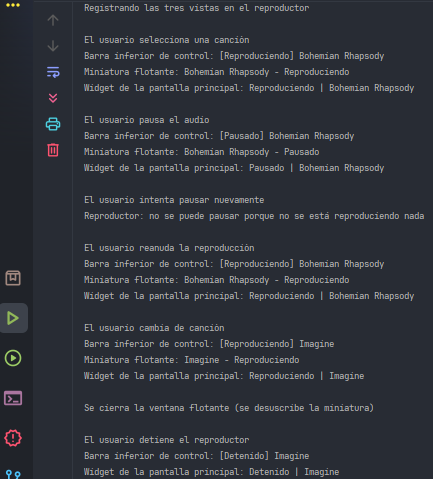 Registrando las tres vistas en el reproductor
El usuario selecciona una canción
Barra inferior de control: [Reproduciendo] Bohemian Rhapsody
Miniatura flotante: Bohemian Rhapsody - Reproduciendo
Widget de la pantalla principal: Reproduciendo | Bohemian Rhapsody
El usuario pausa el audio
Barra inferior de control: [Pausado] Bohemian Rhapsody
Miniatura flotante: Bohemian Rhapsody - Pausado
Widget de la pantalla principal: Pausado | Bohemian Rhapsody
El usuario intenta pausar nuevamente
Reproductor: no se puede pausar porque no se está reproduciendo nada
El usuario reanuda la reproducción
Barra inferior de control: [Reproduciendo] Bohemian Rhapsody
Miniatura flotante: Bohemian Rhapsody - Reproduciendo
Widget de la pantalla principal: Reproduciendo | Bohemian Rhapsody
El usuario cambia de canción
Barra inferior de control: [Reproduciendo] Imagine
Miniatura flotante: Imagine - Reproduciendo
Widget de la pantalla principal: Reproduciendo | Imagine
Se cierra la ventana flotante (se desuscribe la miniatura)
El usuario detiene el reproductor
Barra inferior de control: [Detenido] Imagine
Widget de la pantalla principal: Detenido | Imagine